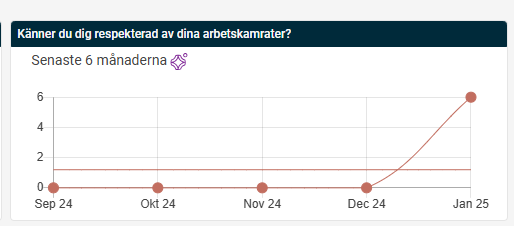 Känner du dig respekterad av dina arbetskamrater?
Senaste 6 månaderna
6
4
2
0
Sep 24 Okt 24 Nov 24 Dec 24 Jan 25